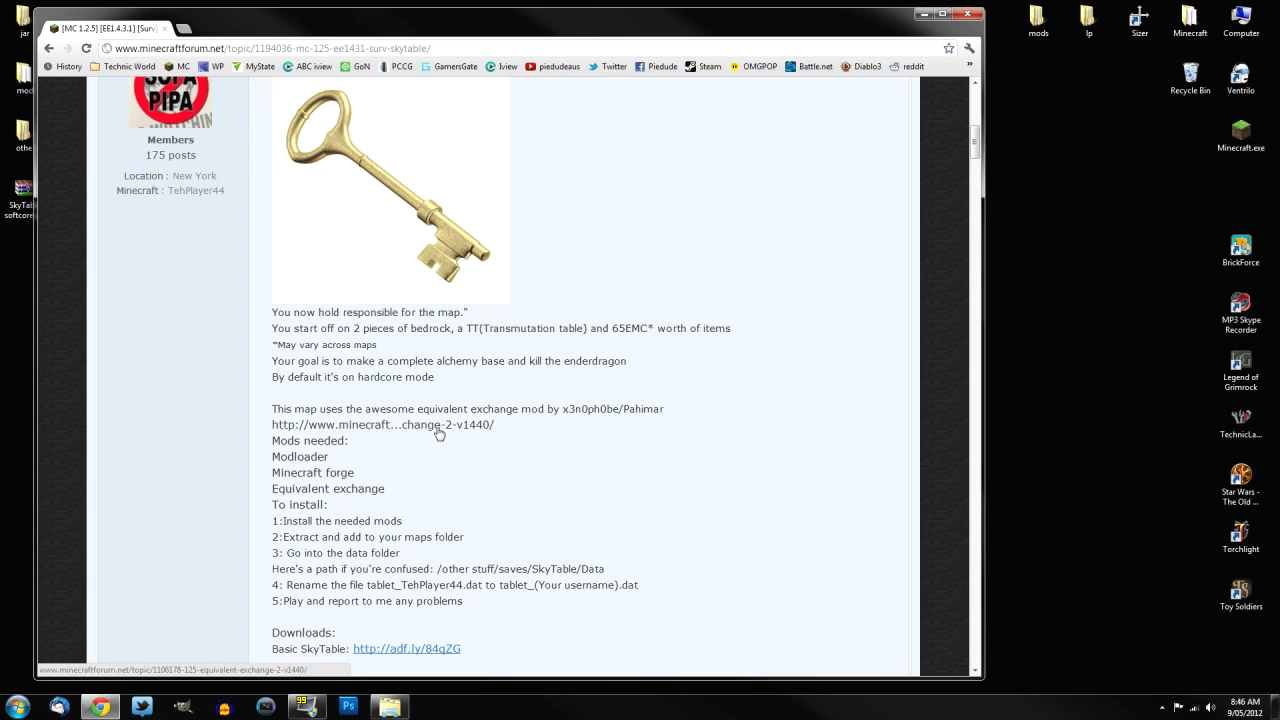 [MC 1.2.5] [EE1.4.3.1] [Surv
www.minecraftforum.net/topic/1194036-mc-125-ee1431-surv-skytable/
History Technic World MC WP MyState ABC iview GoN PCCG GamersGate Iview piedudeaus Twitter Piedude Steam OMGPOP Battle.net Diablo3 reddit »
SOPA
PIPA
Members
175 posts
Location : New York
Minecraft : TehPlayer44
You now hold responsible for the map."
You start off on 2 pieces of bedrock, a TT(Transmutation table) and 65EMC* worth of items
*May vary across maps
Your goal is to make a complete alchemy base and kill the enderdragon
By default it's on hardcore mode
This map uses the awesome equivalent exchange mod by x3n0ph0be/Pahimar
http://www.minecraft...change-2-v1440/
Mods needed:
Modloader
Minecraft forge
Equivalent exchange
To install:
1:Install the needed mods
2:Extract and add to your maps folder
3: Go into the data folder
Here's a path if you're confused: /other stuff/saves/SkyTable/Data
4: Rename the file tablet_TehPlayer44.dat to tablet_(Your username).dat
5:Play and report to me any problems
Downloads:
Basic SkyTable: http://adf.ly/84qZG
www.minecraftforum.net/topic/1106178-125-equivalent-exchange-2-v1440/
jar
mod
othe
SkyTa
softcore
mods
lp
Sizer
Minecraft
Computer
Recycle Bin
Ventrilo
Minecraft.exe
BrickForce
MP3 Skype
Recorder
Legend of
Grimrock
TechnicLa...
Star Wars -
The Old ...
Torchlight
Toy Soldiers
99
Ps
8:46 AM
9/05/2012